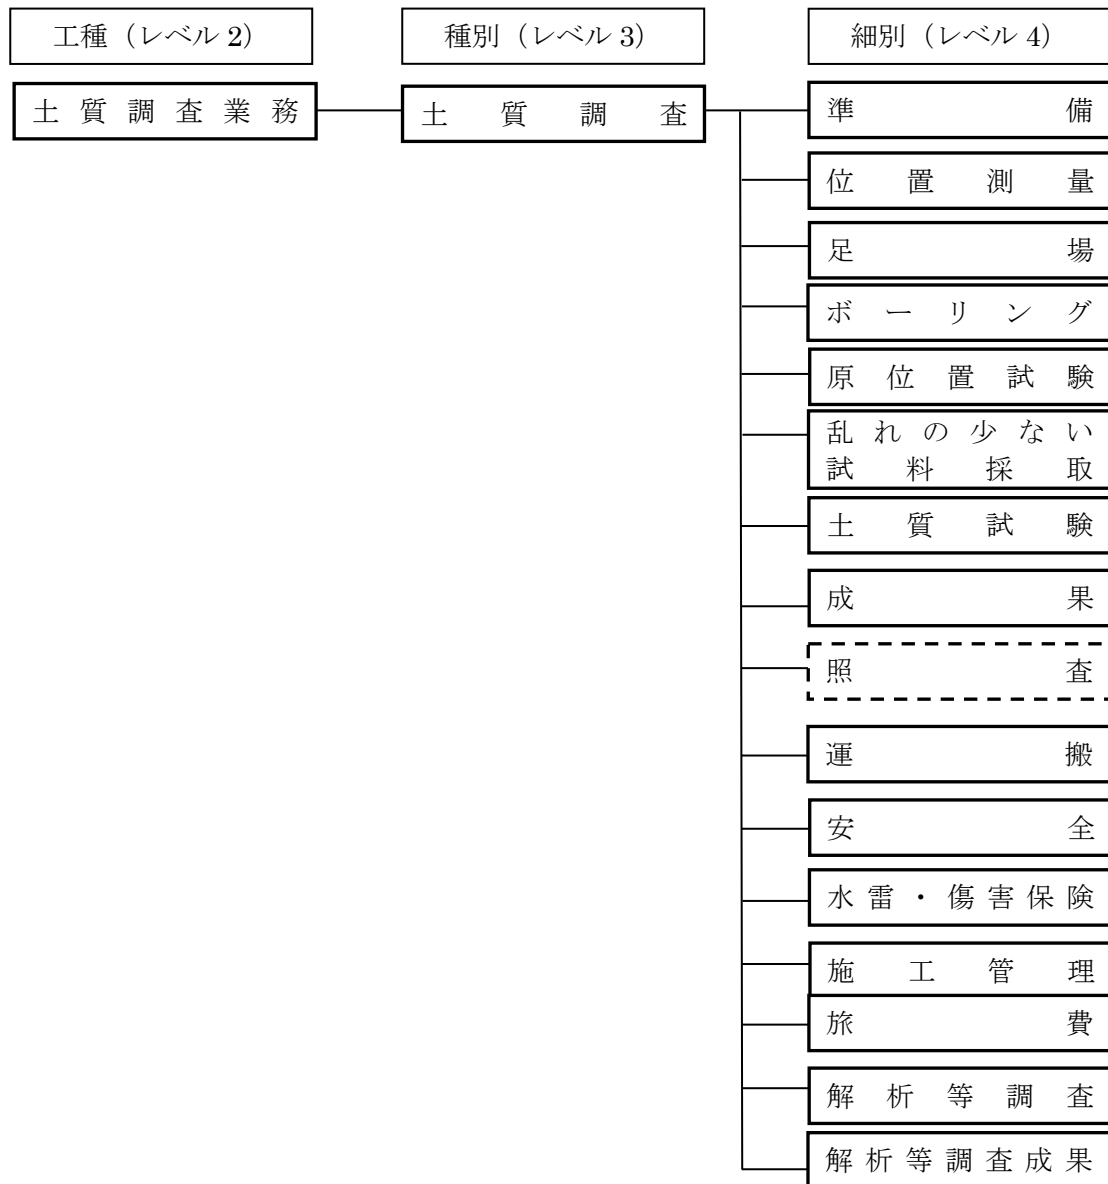 工種（レベル 2）
種別（レベル 3）
細別（レベル 4）
土質調査業務
土質調査
準備
位置測量
足場
ボーリング
原位置試験
乱れの少ない
試料採取
土質試験
成果
照査
運搬
安全
水雷・傷害保険
施工管理
旅費
解析等調査
解析等調査成果